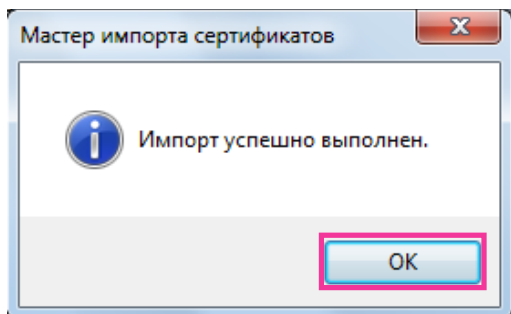 Мастер импорта сертификатов
Импорт успешно выполнен.
OK